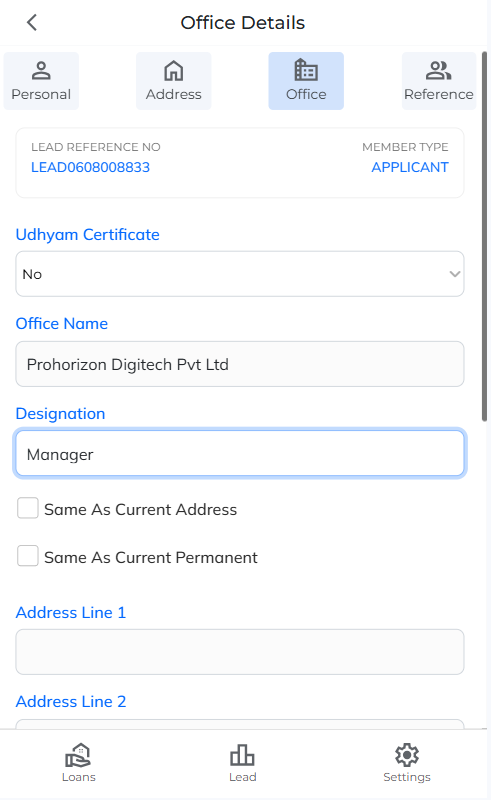 Office Details
Personal
Address
Office
Reference
LEAD REFERENCE NO
MEMBER TYPE
LEAD0608008833
APPLICANT
Udhyam Certificate
No
Office Name
Prohorizon Digitech Pvt Ltd
Designation
Manager
Same As Current Address
Same As Current Permanent
Address Line 1
Address Line 2
Loans
Lead
Settings